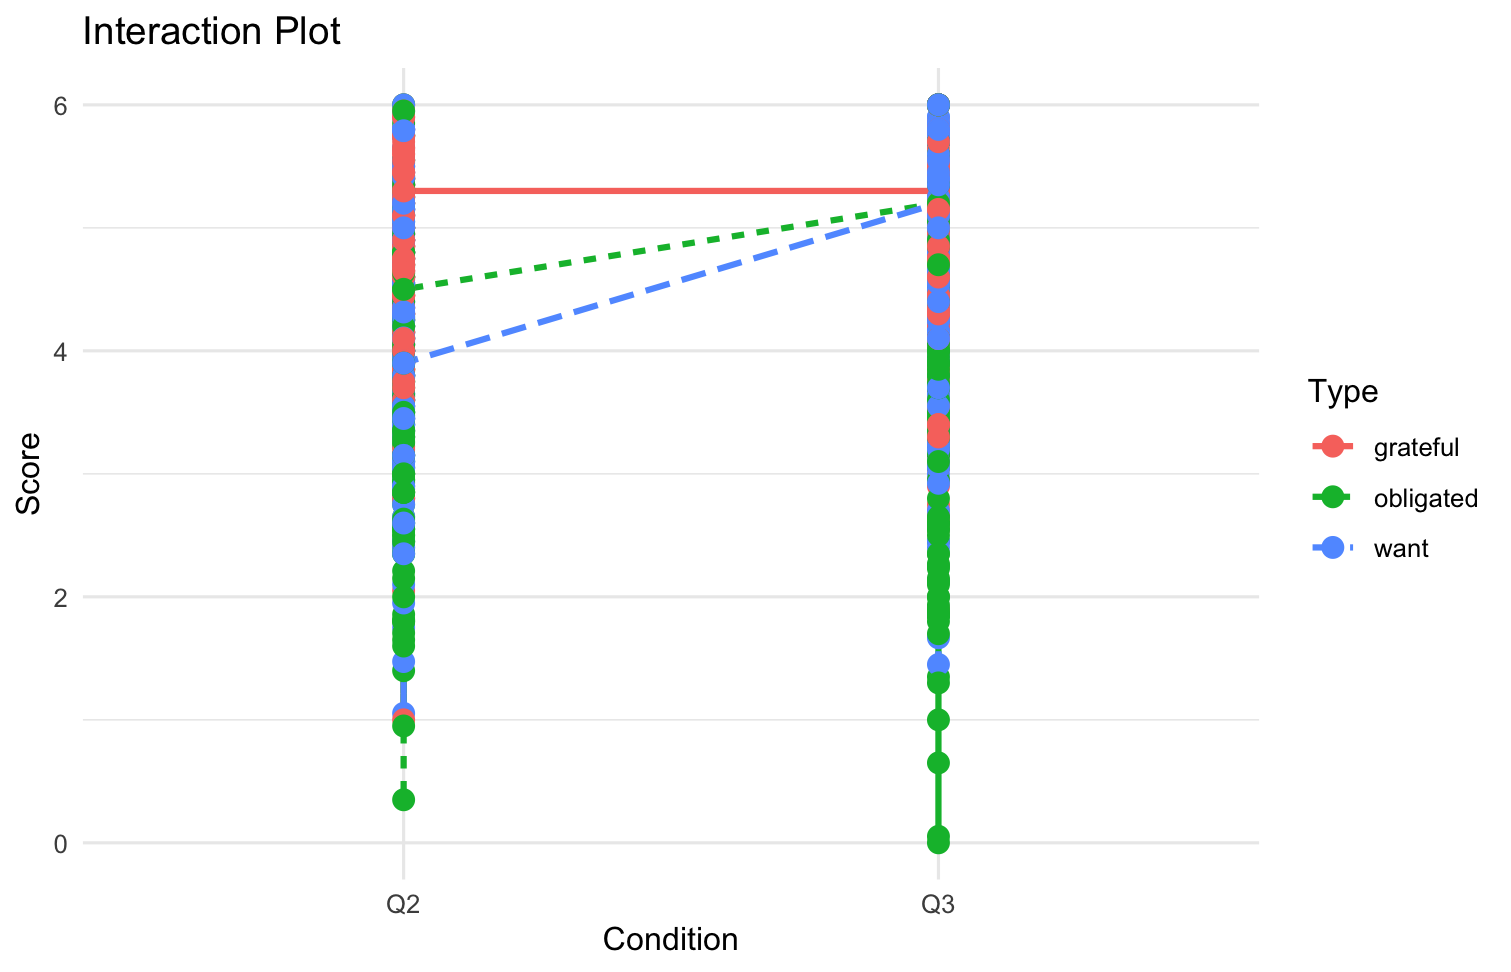 Interaction Plot
6
4
2
0
Score
Q2
Q3
Condition
Type
grateful
obligated
want